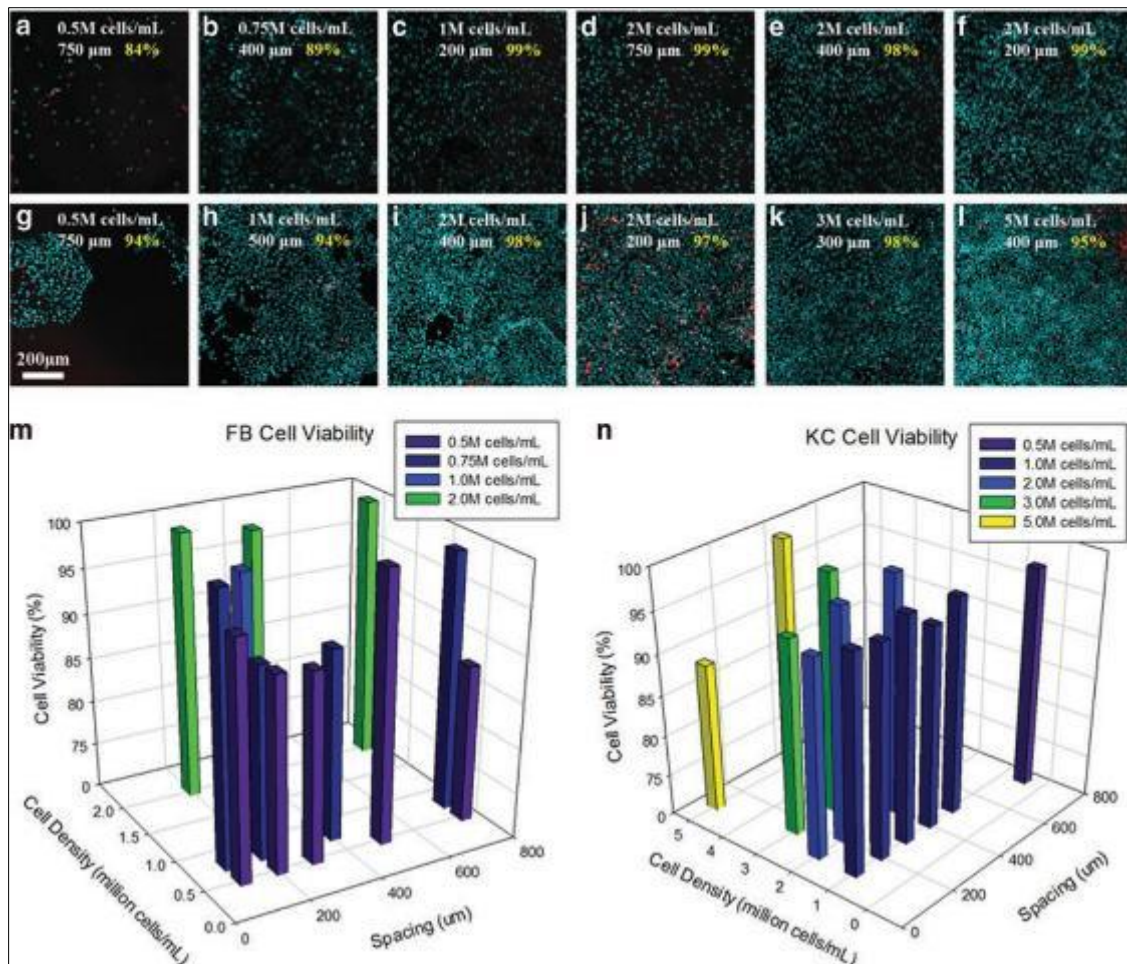 a 0.5M cells/mL
750 µm 84%
b 0.75M cells/mL
400 µm 89%
c 1M cells/mL
200 µm 99%
d 2M cells/mL
750 µm 99%
e 2M cells/mL
400 µm 98%
f 2M cells/mL
200 µm 99%
g 0.5M cells/mL
750 µm 94%
200µm
h 1M cells/mL
500 µm 94%
i 2M cells/mL
400 µm 98%
j 2M cells/mL
200 µm 97%
k 3M cells/mL
300 µm 98%
l 5M cells/mL
400 µm 95%
m
FB Cell Viability
0.5M cells/mL
0.75M cells/mL
1.0M cells/mL
2.0M cells/mL
Cell Viability (%)
100
95
90
85
80
75
0
Cell Density (million cells/mL)
2.0
1.5
1.0
0.5
0.0
Spacing (um)
0
200
400
600
800
n
KC Cell Viability
0.5M cells/mL
1.0M cells/mL
2.0M cells/mL
3.0M cells/mL
5.0M cells/mL
Cell Viability (%)
100
95
90
85
80
75
0
Cell Density (million cells/mL)
5
4
3
2
1
0
Spacing (um)
0
200
400
600
800